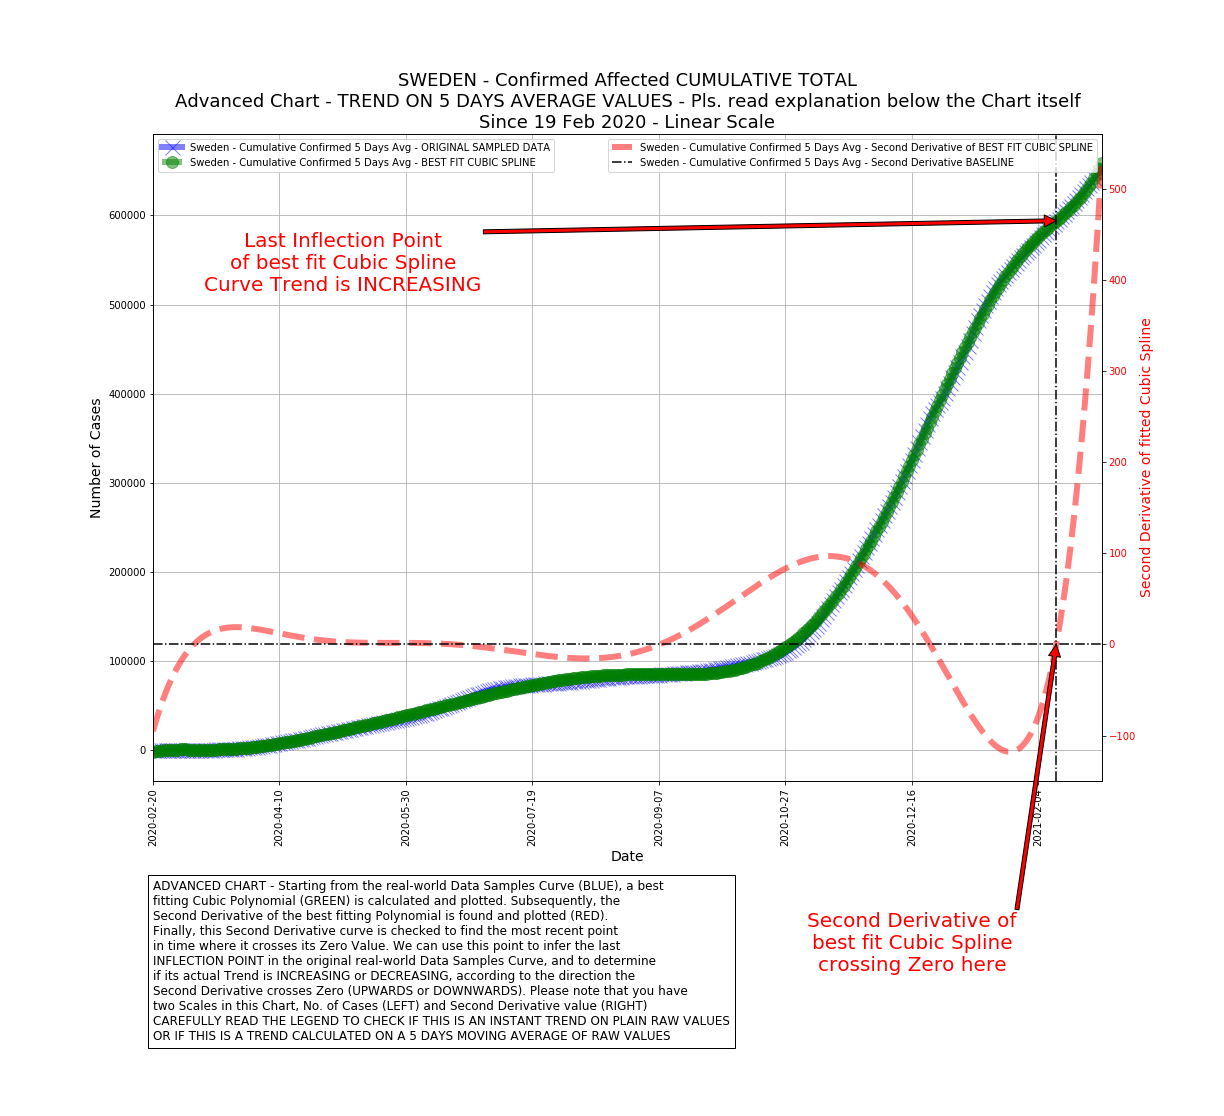 SWEDEN - Confirmed Affected CUMULATIVE TOTAL
Advanced Chart - TREND ON 5 DAYS AVERAGE VALUES - Pls. read explanation below the Chart itself
Since 19 Feb 2020 - Linear Scale
Sweden - Cumulative Confirmed 5 Days Avg - ORIGINAL SAMPLED DATA
Sweden - Cumulative Confirmed 5 Days Avg - BEST FIT CUBIC SPLINE
Sweden - Cumulative Confirmed 5 Days Avg - Second Derivative of BEST FIT CUBIC SPLINE
Sweden - Cumulative Confirmed 5 Days Avg - Second Derivative BASELINE
Last Inflection Point
of best fit Cubic Spline
Curve Trend is INCREASING
Number of Cases
600000
500000
400000
300000
200000
100000
0
500
400
300
200
100
0
−100
Second Derivative of fitted Cubic Spline
2020-02-20
2020-04-10
2020-05-30
2020-07-19
2020-09-07
2020-10-27
2020-12-16
2021-02-04
Date
ADVANCED CHART - Starting from the real-world Data Samples Curve (BLUE), a best
fitting Cubic Polynomial (GREEN) is calculated and plotted. Subsequently, the
Second Derivative of the best fitting Polynomial is found and plotted (RED).
Finally, this Second Derivative curve is checked to find the most recent point
in time where it crosses its Zero Value. We can use this point to infer the last
INFLECTION POINT in the original real-world Data Samples Curve, and to determine
if its actual Trend is INCREASING or DECREASING, according to the direction the
Second Derivative crosses Zero (UPWARDS or DOWNWARDS). Please note that you have
two Scales in this Chart, No. of Cases (LEFT) and Second Derivative value (RIGHT)
CAREFULLY READ THE LEGEND TO CHECK IF THIS IS AN INSTANT TREND ON PLAIN RAW VALUES
OR IF THIS IS A TREND CALCULATED ON A 5 DAYS MOVING AVERAGE OF RAW VALUES
Second Derivative of
best fit Cubic Spline
crossing Zero here